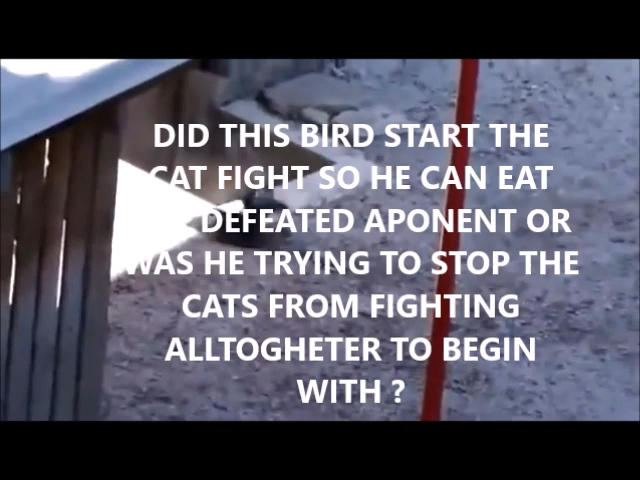 DID THIS BIRD START THE
CAT FIGHT SO HE CAN EAT
DEFEATED APONENT OR
WAS HE TRYING TO STOP THE
CATS FROM FIGHTING
ALLTOGHETER TO BEGIN
WITH ?